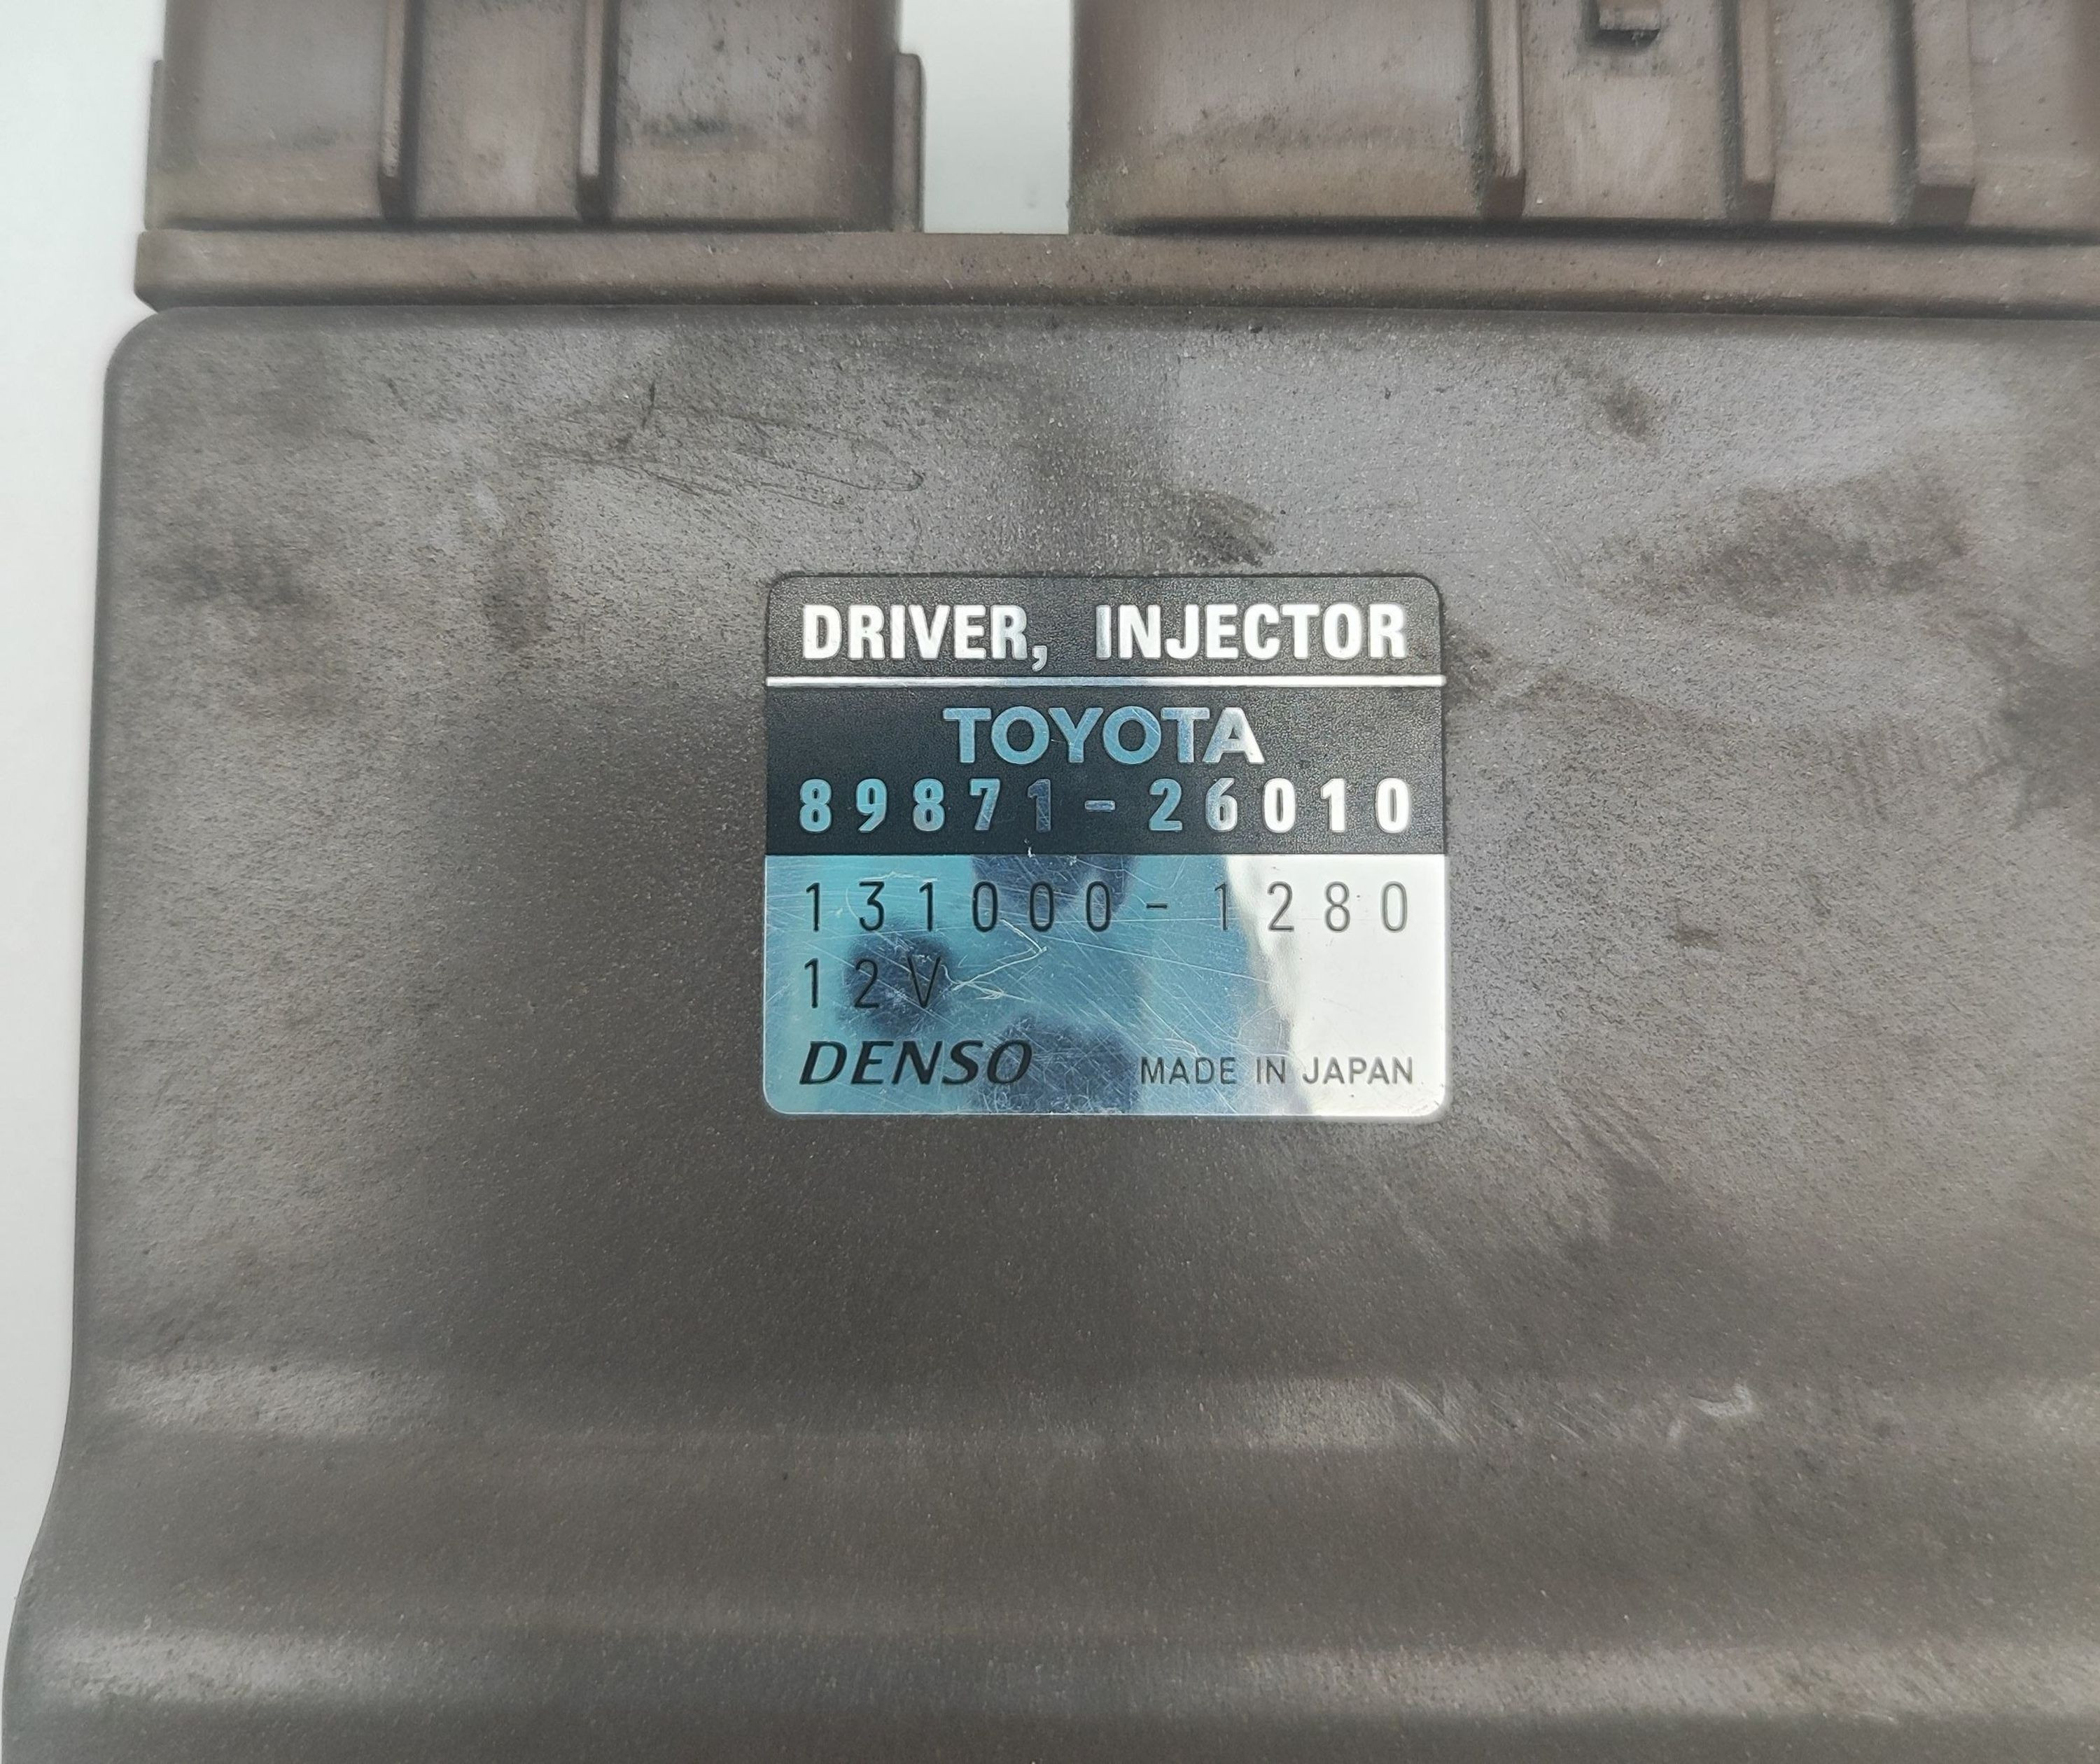 DRIVER, INJECTOR
TOYOTA
89871-26010
131000-1280
12V
DENSO MADE IN JAPAN